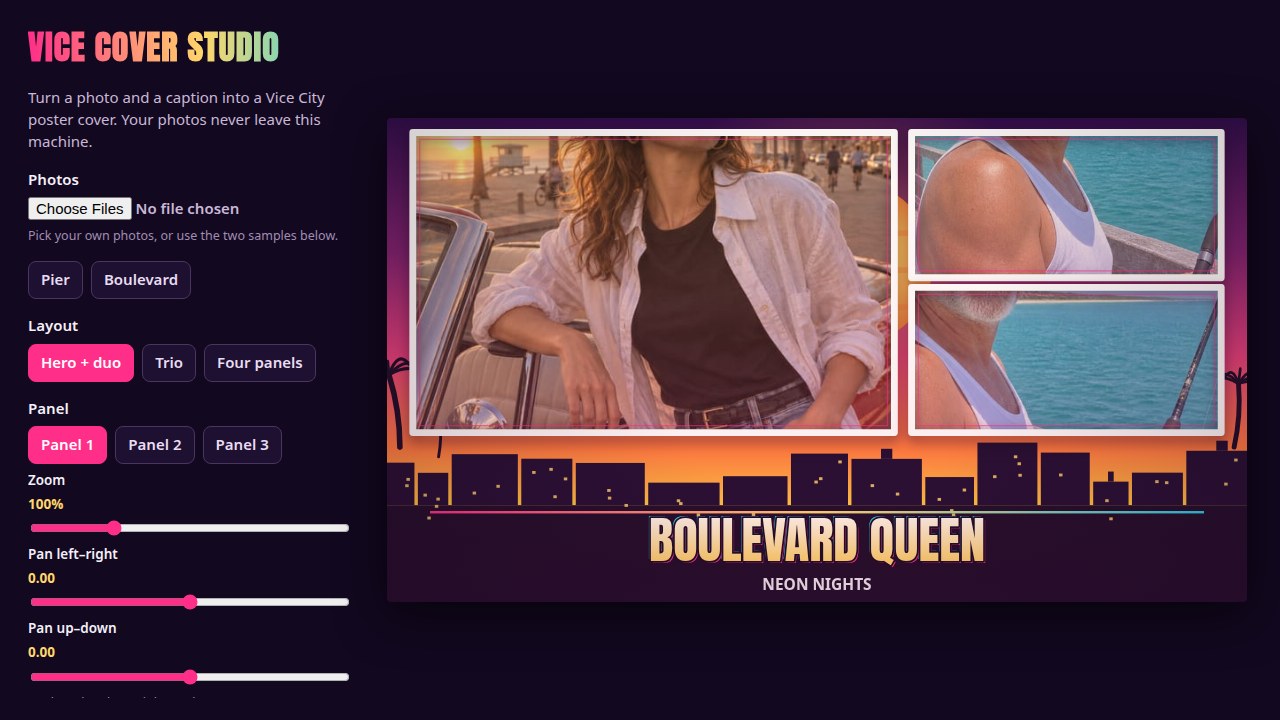 VICE COVER STUDIO
Turn a photo and a caption into a Vice City
poster cover. Your photos never leave this
machine.
Photos
Choose Files No file chosen
Pick your own photos, or use the two samples below.
Pier Boulevard
Layout
Hero + duo Trio Four panels
Panel
Panel 1 Panel 2 Panel 3
Zoom
100%
Pan left–right
0.00
Pan up–down
0.00
BOULEVARD QUEEN
NEON NIGHTS